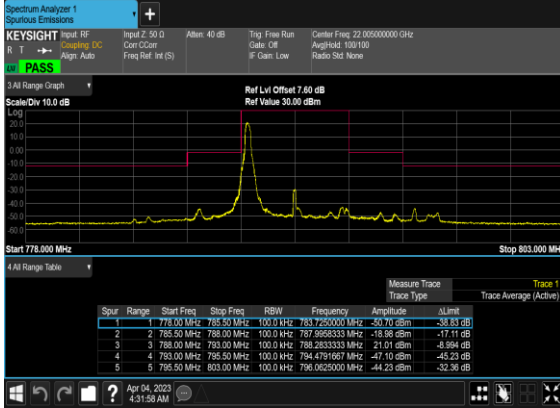 Spectrum Analyzer 1
Spurious Emissions
+
KEYSIGHT Input: RF Input Z: 50 Ω Atten: 40 dB Trig: Free Run Center Freq: 22.005000000 GHz
R T Coupling: DC Corr CCorr Gate: Off Avg|Hold: 100/100
Align: Auto Freq Ref: Int (S) IF Gain: Low Radio Std: None
LXI PASS
3 All Range Graph
Ref Lvl Offset 7.60 dB
Scale/Div 10.0 dB Ref Value 30.00 dBm
Log
20.0
10.0
0.00
-10.0
-20.0
-30.0
-40.0
-50.0
-60.0
Start 778.000 MHz Stop 803.000 MH
4 All Range Table
Measure Trace Trace 1
Trace Type Trace Average (Active)
Spur Range Start Freq Stop Freq RBW Frequency Amplitude ΔLimit
1 1 778.00 MHz 785.50 MHz 100.0 kHz 783.7250000 MHz -50.70 dBm -38.83 dB
2 2 785.50 MHz 788.00 MHz 100.0 kHz 787.9958333 MHz -18.98 dBm -17.11 dB
3 3 788.00 MHz 793.00 MHz 100.0 kHz 788.2833333 MHz 21.01 dBm -8.994 dB
4 4 793.00 MHz 795.50 MHz 100.0 kHz 794.4791667 MHz -47.10 dBm -45.23 dB
5 5 795.50 MHz 803.00 MHz 100.0 kHz 796.0625000 MHz -44.23 dBm -32.36 dB
? Apr 04, 2023
4:31:58 AM